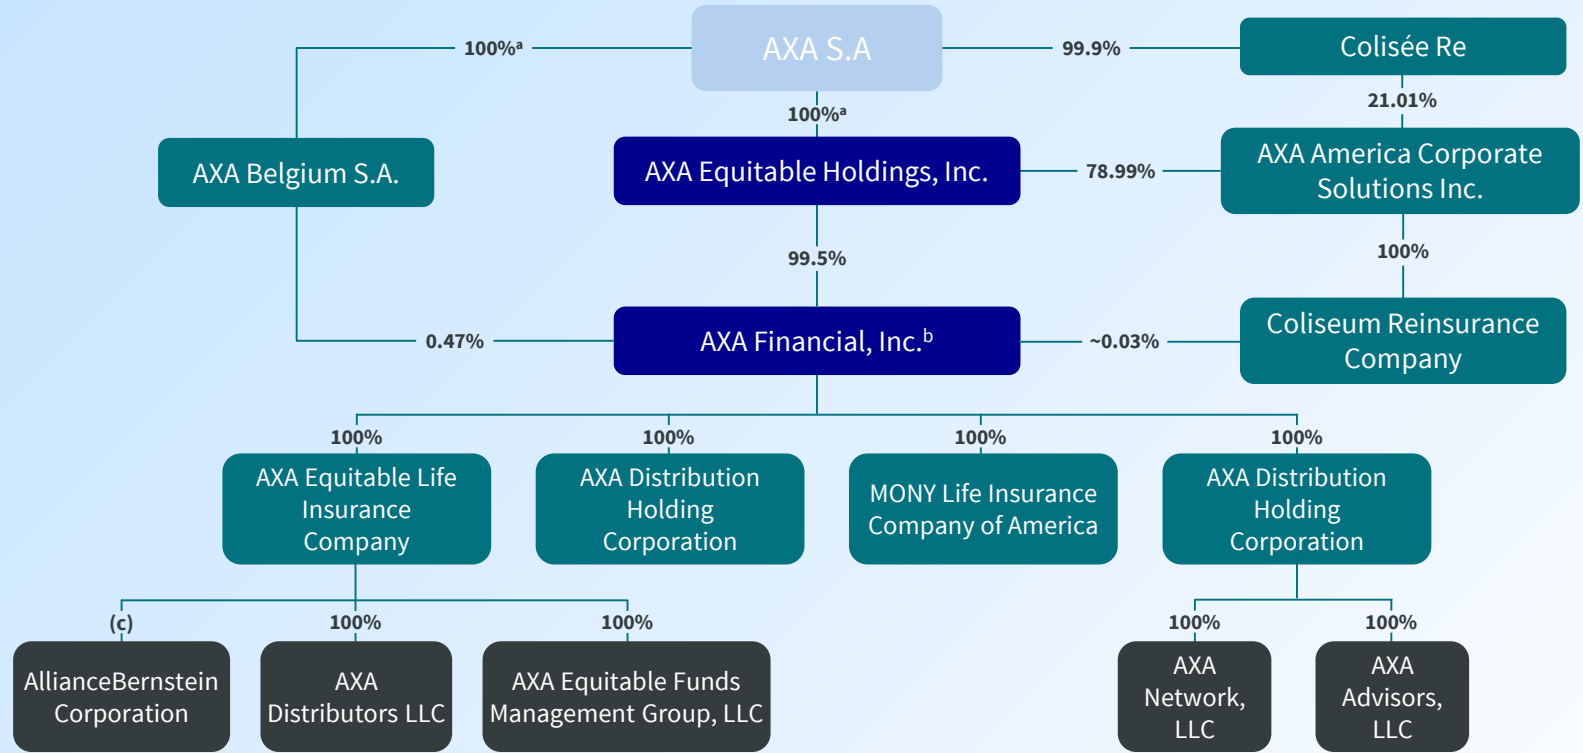 AXA S.A
100%ᵃ
99.9%
Colisée Re
21.01%
100%ᵃ
AXA Belgium S.A.
AXA Equitable Holdings, Inc.
78.99%
AXA America Corporate
Solutions Inc.
99.5%
100%
0.47%
AXA Financial, Inc.ᵇ
~0.03%
Coliseum Reinsurance
Company
100%
100%
100%
100%
AXA Equitable Life
Insurance
Company
AXA Distribution
Holding
Corporation
MONY Life Insurance
Company of America
AXA Distribution
Holding
Corporation
(c)
100%
100%
100%
100%
AllianceBernstein
Corporation
AXA
Distributors LLC
AXA Equitable Funds
Management Group, LLC
AXA
Network,
LLC
AXA
Advisors,
LLC